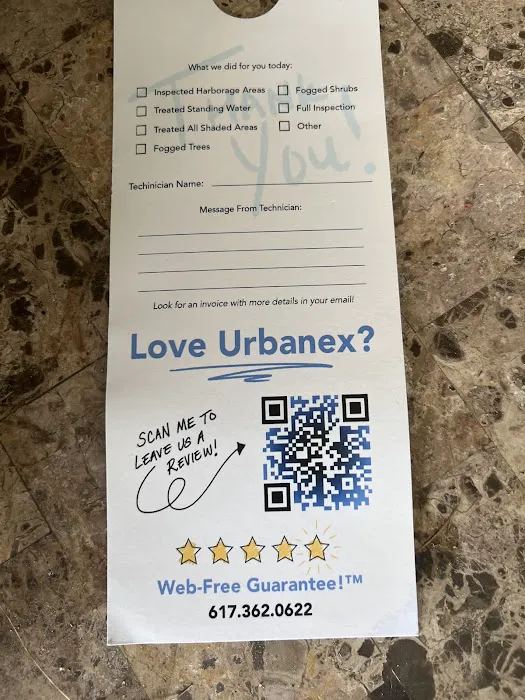 Thank
You!
What we did for you today:
Inspected Harborage Areas
Fogged Shrubs
Treated Standing Water
Full Inspection
Treated All Shaded Areas
Other
Fogged Trees
Techinician Name:
Message From Technician:
Look for an invoice with more details in your email!
Love Urbanex?
SCAN ME TO
LEAVE US A
REVIEW!
Web-Free Guarantee!™
617.362.0622